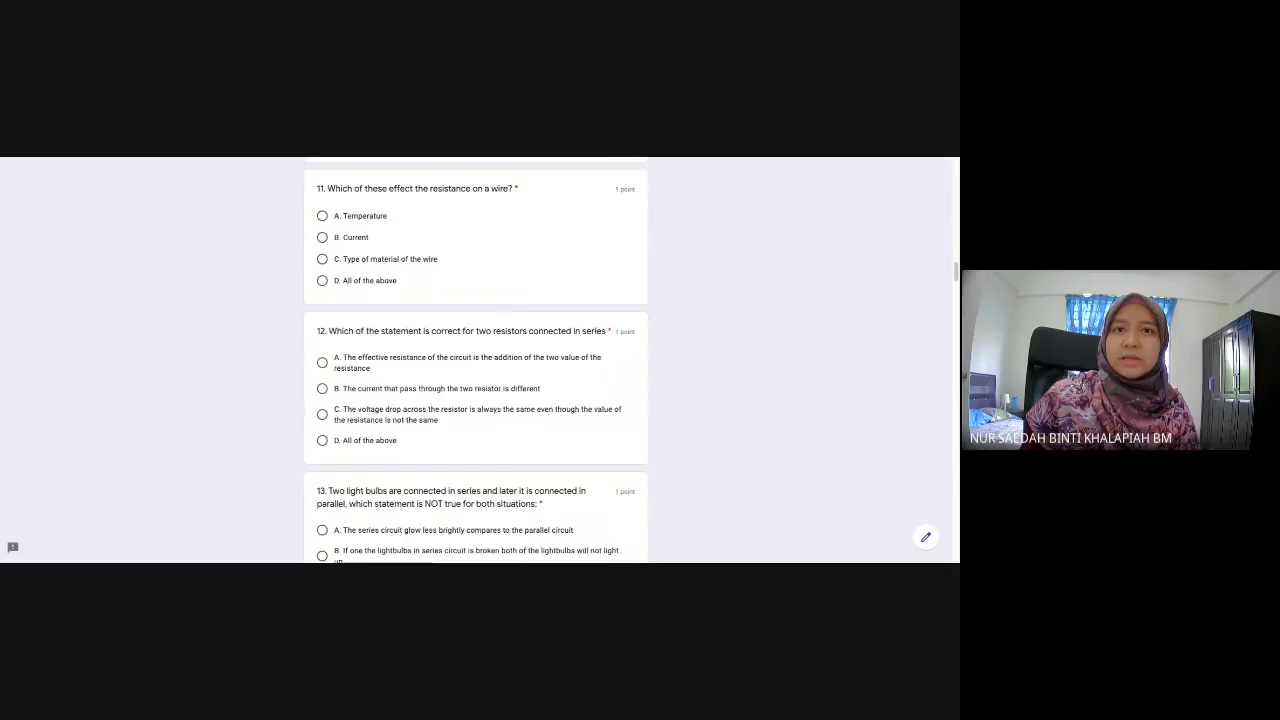 11. Which of these effect the resistance on a wire? *
1 point
A. Temperature
B. Current
C. Type of material of the wire
D. All of the above
12. Which of the statement is correct for two resistors connected in series *
1 point
A. The effective resistance of the circuit is the addition of the two value of the
resistance
B. The current that pass through the two resistor is different
C. The voltage drop across the resistor is always the same even though the value of
the resistance is not the same
D. All of the above
13. Two light bulbs are connected in series and later it is connected in
parallel, which statement is NOT true for both situations; *
1 point
A. The series circuit glow less brightly compares to the parallel circuit
B. If one the lightbulbs in series circuit is broken both of the lightbulbs will not light
up
NUR SAEDAH BINTI KHALAPIAH BM